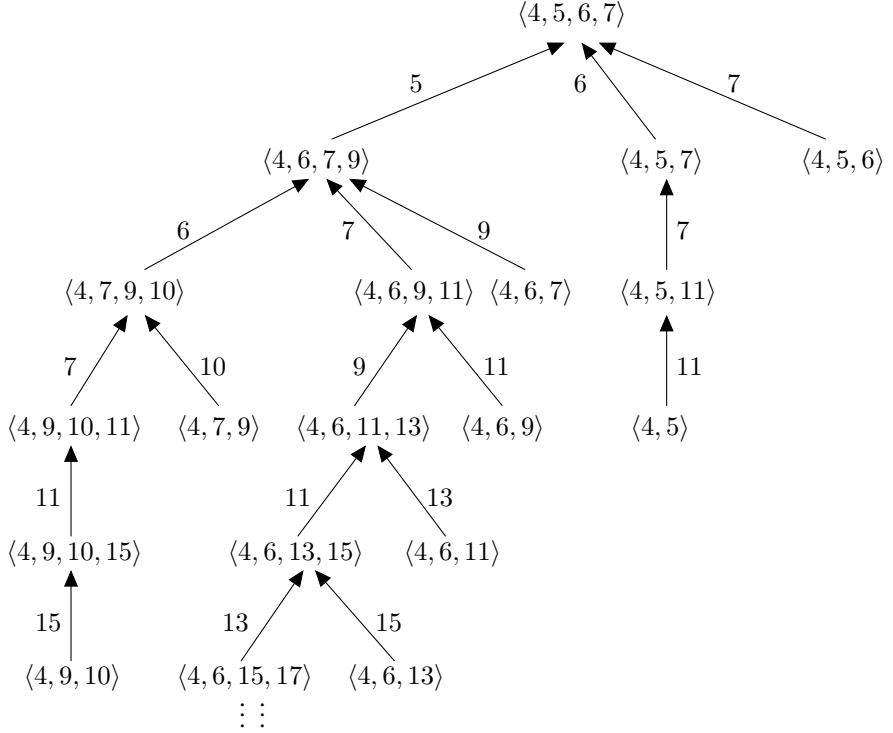 ⟨4, 5, 6, 7⟩
5 6 7
⟨4, 6, 7, 9⟩ ⟨4, 5, 7⟩ ⟨4, 5, 6⟩
6 7 9 7
⟨4, 7, 9, 10⟩ ⟨4, 6, 9, 11⟩ ⟨4, 6, 7⟩ ⟨4, 5, 11⟩
7 10 9 11 11
⟨4, 9, 10, 11⟩ ⟨4, 7, 9⟩ ⟨4, 6, 11, 13⟩ ⟨4, 6, 9⟩ ⟨4, 5⟩
11 11 13
⟨4, 9, 10, 15⟩ ⟨4, 6, 13, 15⟩ ⟨4, 6, 11⟩
15 13 15
⟨4, 9, 10⟩ ⟨4, 6, 15, 17⟩ ⟨4, 6, 13⟩
⋮ ⋮